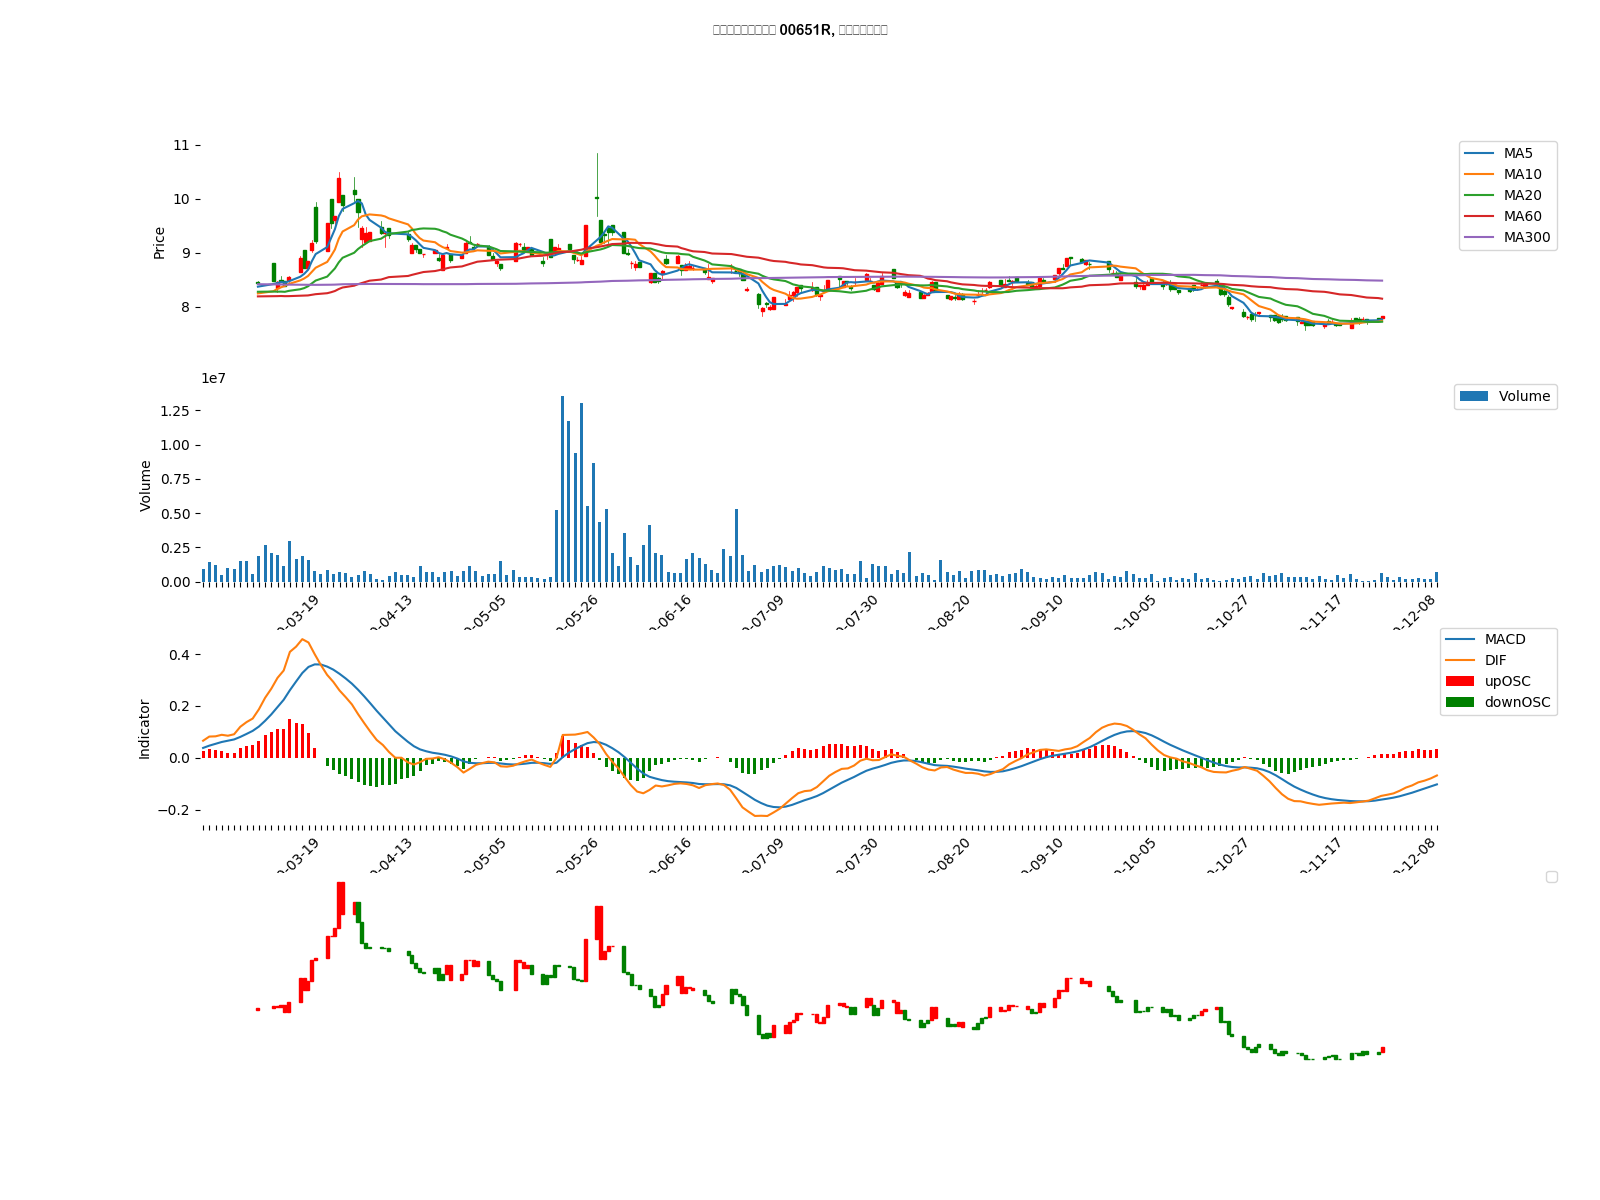 00651R,
11
10
9
8
Price
MA5
MA10
MA20
MA60
MA300
1e7
1.25
1.00
0.75
0.50
0.25
0.00
Volume
Volume
-03-19
-04-13
-05-05
-05-26
-06-16
-07-09
-07-30
-08-20
-09-10
-10-05
-10-27
-11-17
-12-08
0.4
0.2
0.0
−0.2
Indicator
MACD
DIF
upOSC
downOSC
-03-19
-04-13
-05-05
-05-26
-06-16
-07-09
-07-30
-08-20
-09-10
-10-05
-10-27
-11-17
-12-08